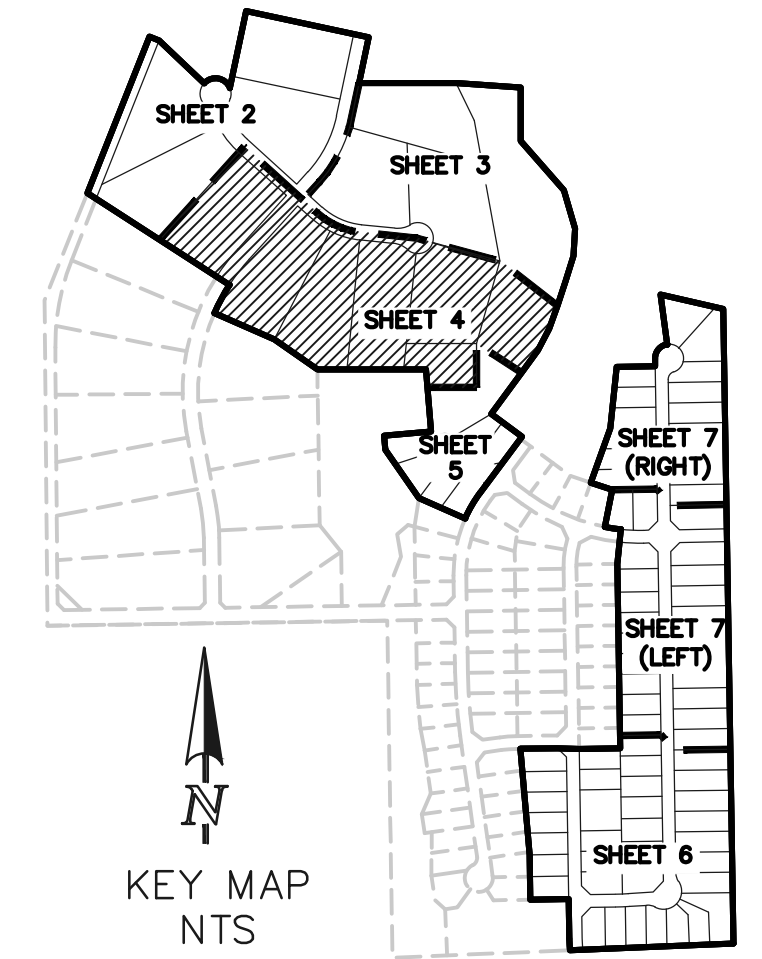 SHEET 2
SHEET 3
SHEET 4
SHEET
5
SHEET 7
(RIGHT)
SHEET 7
(LEFT)
SHEET 6
N
KEY MAP
NTS